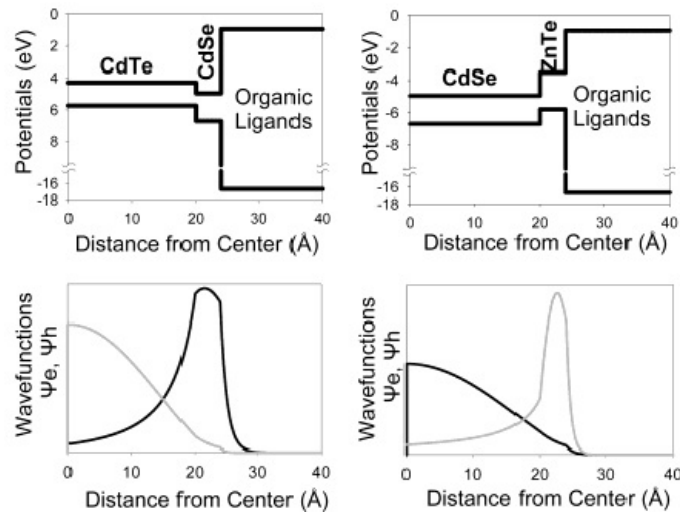 Potentials (eV)
0
-2
-4
6
8
-16
-18
CdTe
CdSe
Organic
Ligands
0 10 20 30 40
Distance from Center (Å)
Potentials (eV)
0
-2
-4
-6
-8
-16
-18
CdSe
ZnTe
Organic
Ligands
0 10 20 30 40
Distance from Center (Å)
Wavefunctions
Ψe, Ψh
0 10 20 30 40
Distance from Center (Å)
Wavefunctions
Ψe, Ψh
0 10 20 30 40
Distance from Center (Å)